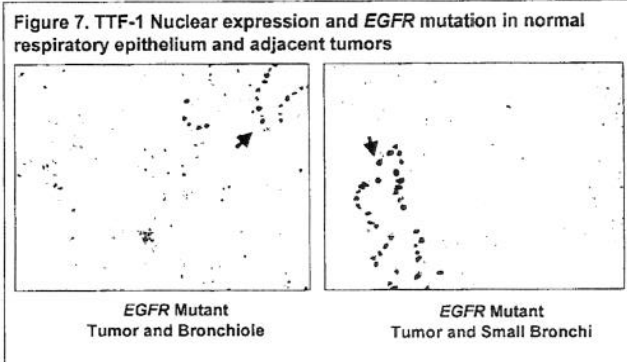 Figure 7. TTF-1 Nuclear expression and EGFR mutation in normal
respiratory epithelium and adjacent tumors
EGFR Mutant
Tumor and Bronchiole
EGFR Mutant
Tumor and Small Bronchi